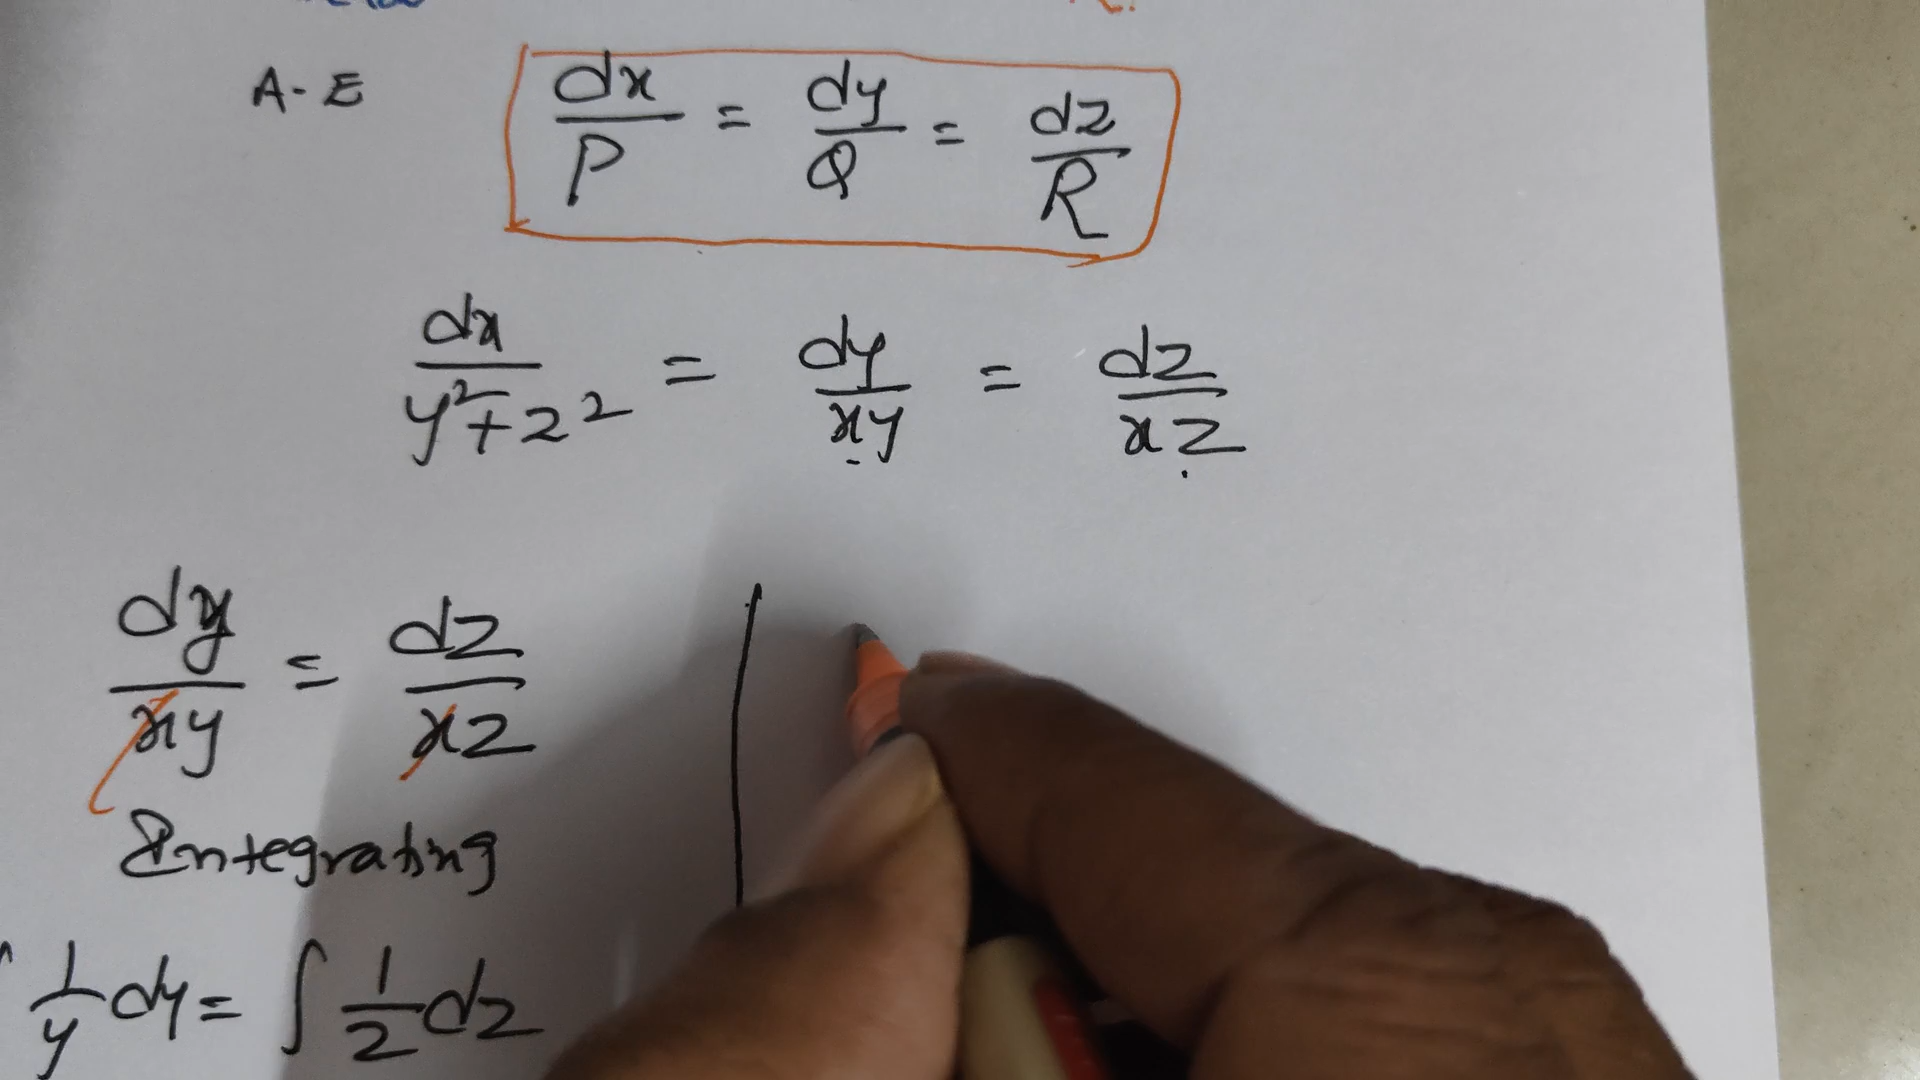 A-E dx/P = dy/Q = dz/R
dx/y²+z² = dy/xy = dz/xz
dy/xy = dz/xz
Integrating
1/y dy = ∫ 1/z dz